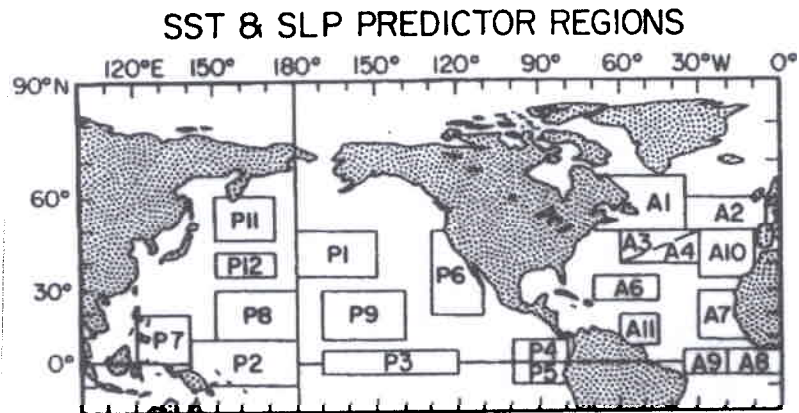 SST & SLP PREDICTOR REGIONS
120°E 150° 180° 150° 120° 90° 60° 30°W 0°
90°N
60°
30°
0°
P11
P12
P8
P7
P2
P1
P9
P3
P6
P4
P5
A1
A2
A3
A4
A10
A6
A11
A7
A9
A8